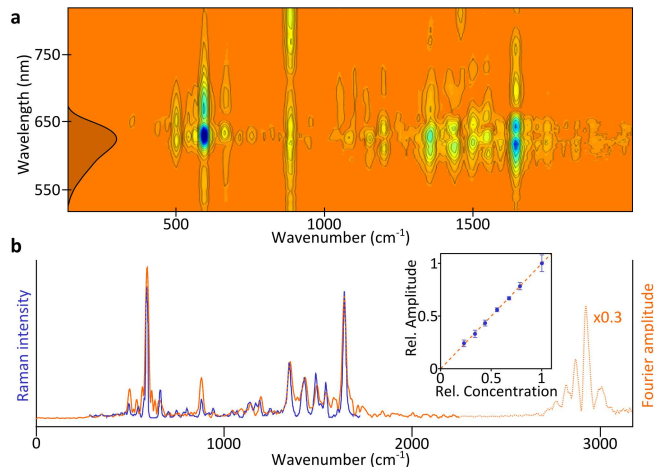 a
750
650
550
Wavelength (nm)
500
1000
1500
Wavenumber (cm⁻¹)
b
Raman intensity
Rel. Amplitude
1
0.5
0
0
0.5
1
Rel. Concentration
x0.3
Fourier amplitude
0
1000
2000
3000
Wavenumber (cm⁻¹)